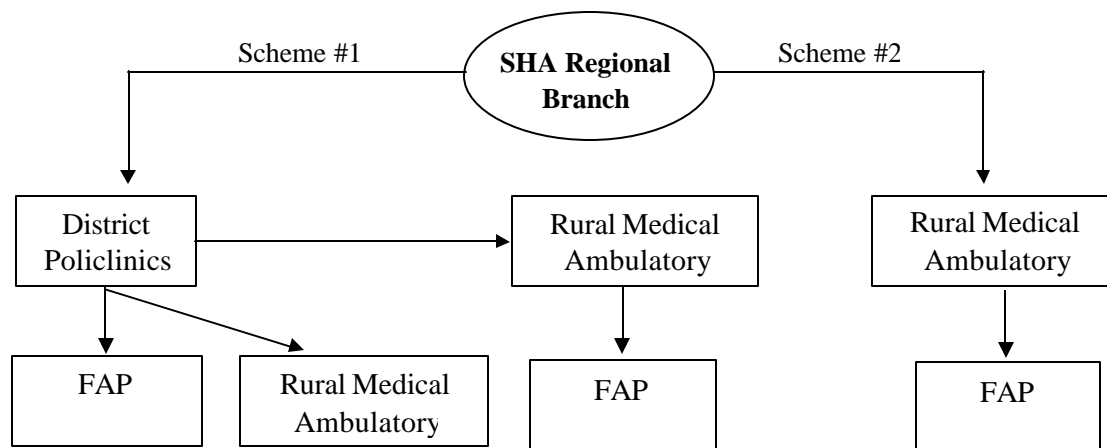 Scheme #1
SHA Regional
Branch
Scheme #2
District
Policlinics
Rural Medical
Ambulatory
Rural Medical
Ambulatory
FAP
Rural Medical
Ambulatory
FAP
FAP